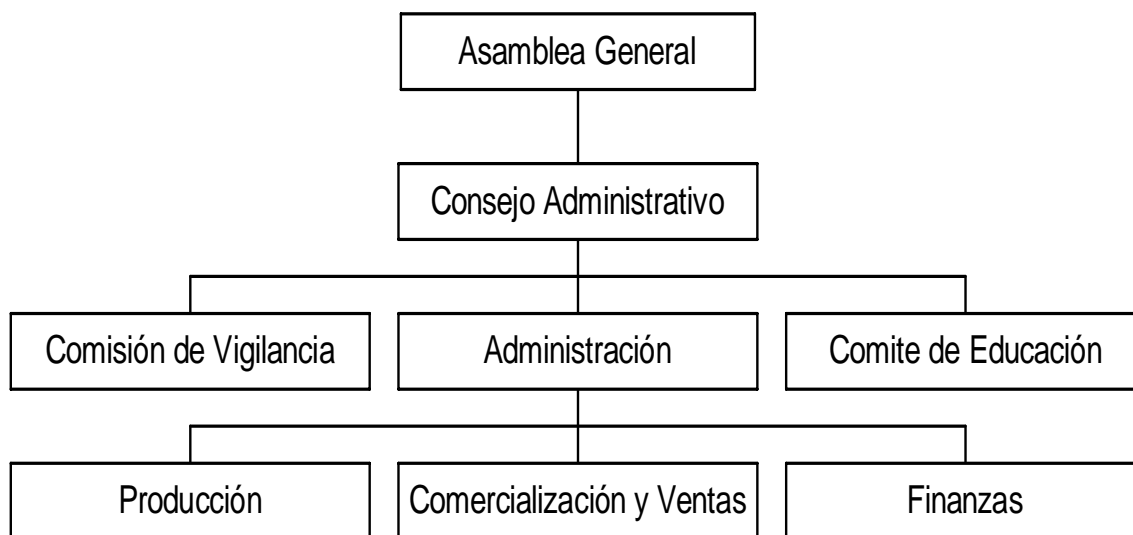 Asamblea General
Consejo Administrativo
Comisión de Vigilancia
Administración
Comite de Educación
Producción
Comercialización y Ventas
Finanzas